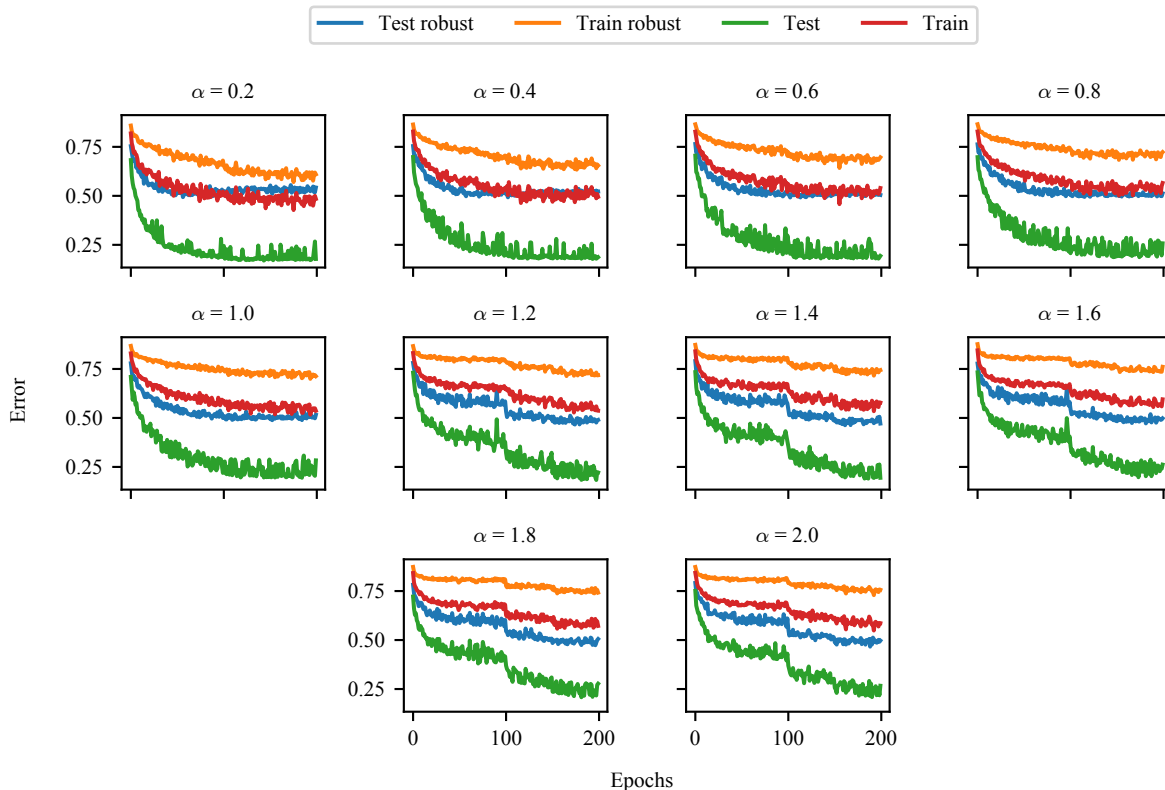 Test robust Train robust Test Train
α = 0.2 α = 0.4 α = 0.6 α = 0.8
0.75
0.50
0.25
α = 1.0 α = 1.2 α = 1.4 α = 1.6
0.75
0.50
0.25
Error
α = 1.8 α = 2.0
0.75
0.50
0.25
0 100 200 0 100 200
Epochs